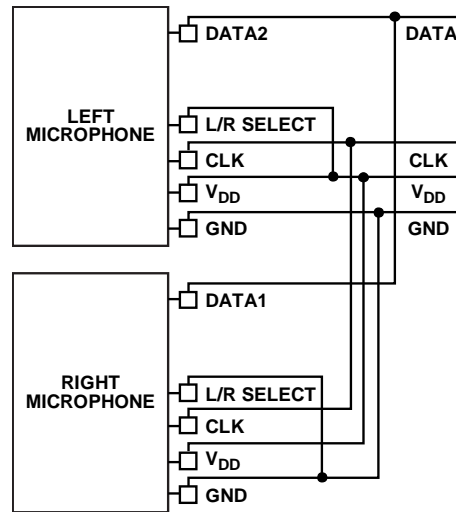 DATA2 DATA
LEFT
MICROPHONE
L/R SELECT
CLK CLK
VDD VDD
GND GND
DATA1
RIGHT
MICROPHONE
L/R SELECT
CLK
VDD
GND